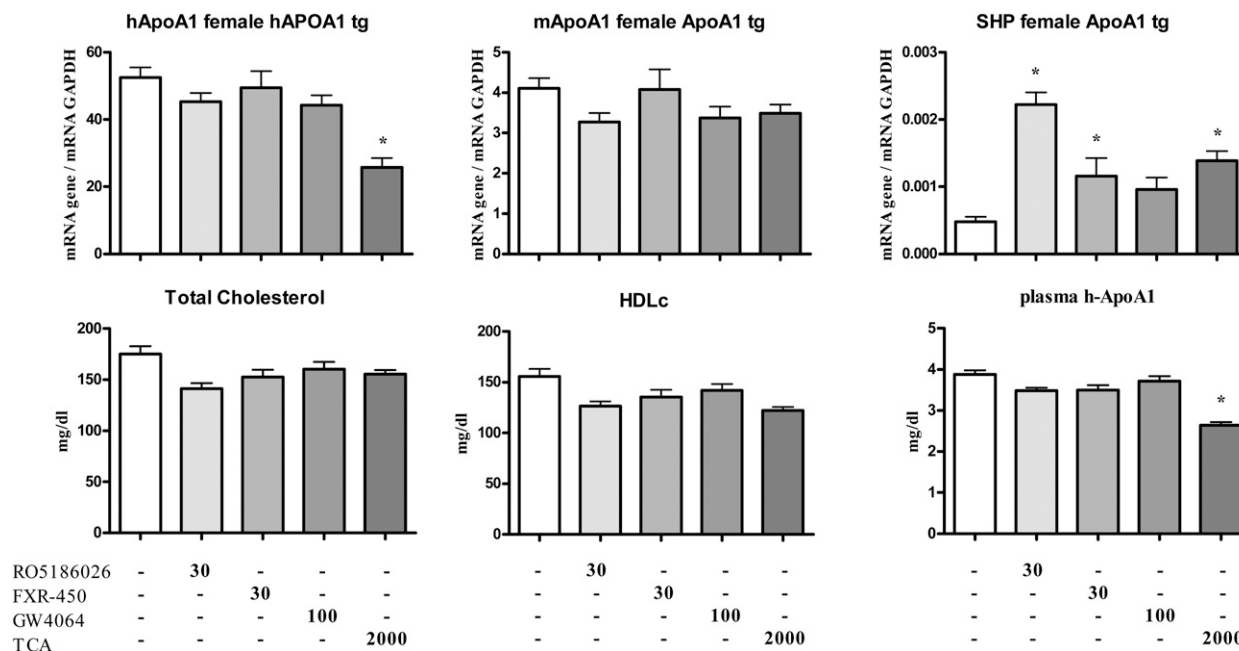 hApoA1 female hAPOA1 tg
mRNA gene / mRNA GAPDH
60
40
20
0
*
mApoA1 female ApoA1 tg
mRNA gene / mRNA GAPDH
5
4
3
2
1
0
SHP female ApoA1 tg
mRNA gene / mRNA GAPDH
0.003
0.002
0.001
0.000
* * *
Total Cholesterol
mg/dl
200
150
100
50
0
HDLc
mg/dl
200
150
100
50
0
plasma h-ApoA1
mg/dl
5
4
3
2
1
0
*
RO5186026 - 30 - - - - 30 - - - - 30 - - -
FXR-450 - - 30 - - - - 30 - - - - 30 - -
GW4064 - - - 100 - - - - 100 - - - - 100 -
TCA - - - - 2000 - - - - 2000 - - - - 2000